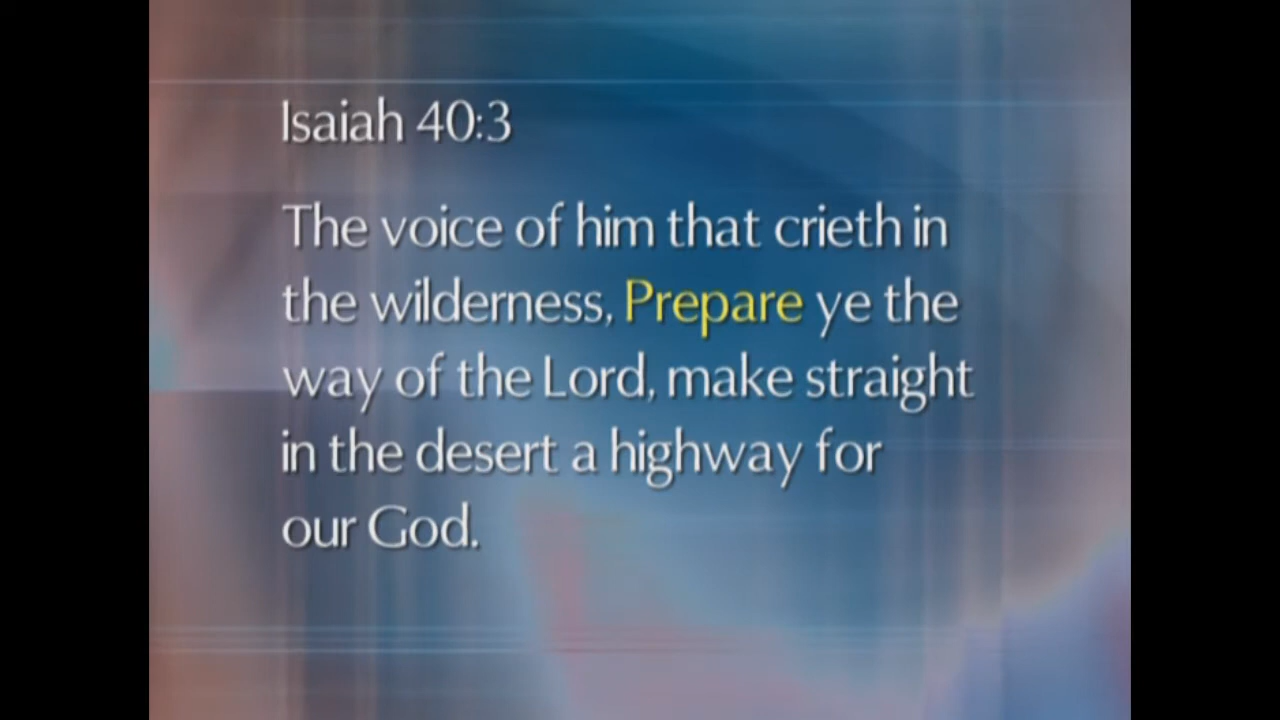 Isaiah 40:3
The voice of him that crieth in
the wilderness, Prepare ye the
way of the Lord, make straight
in the desert a highway for
our God.